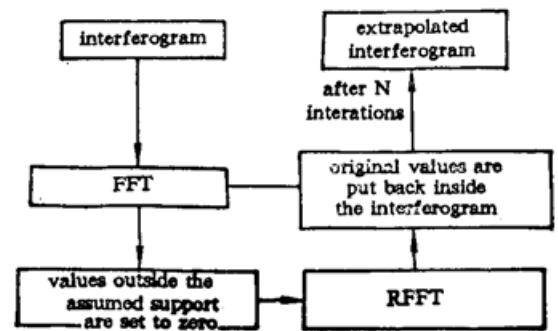 interferogram
extrapolated
interferogram
after N
interations
FFT
original values are
put back inside
the interferogram
values outside the
assumed support
are set to zero
RFFT